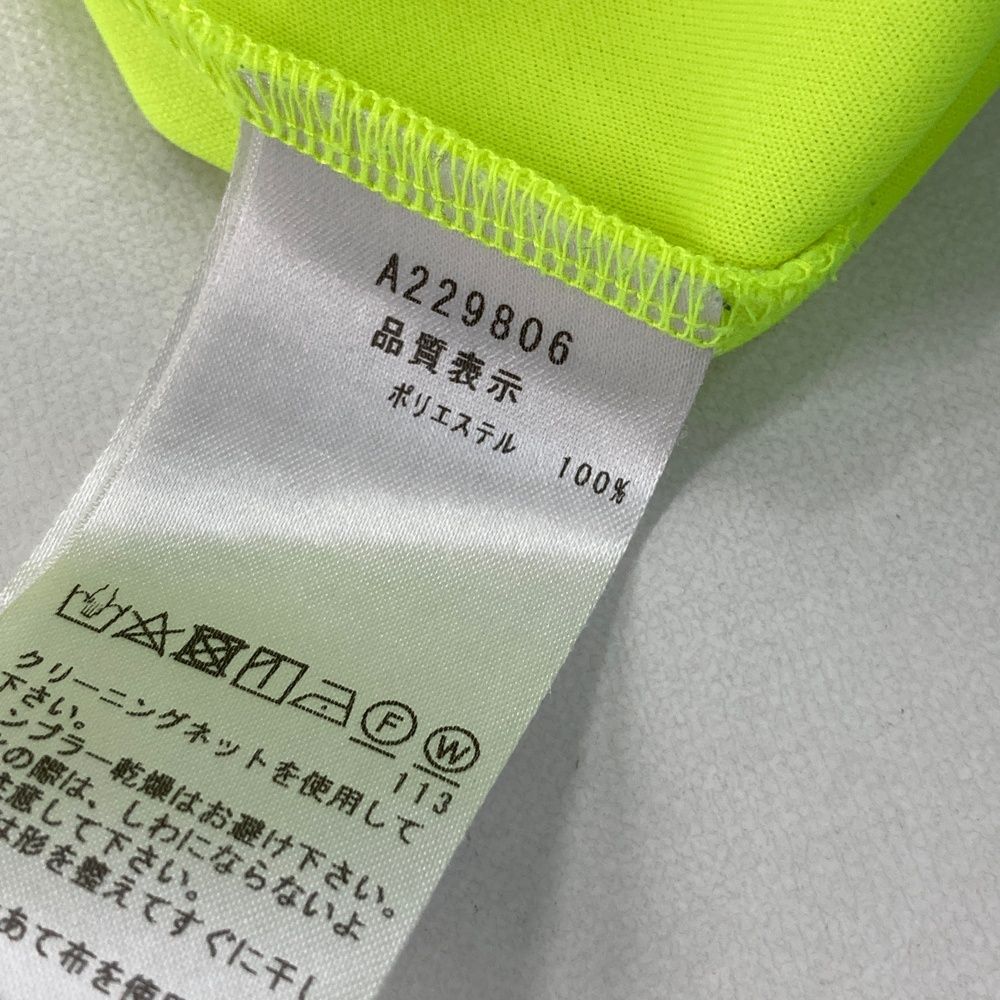 A229806
品質表示
ポリエステル 100%
F W
113
クリーニングネットを使用して
下さい。
ンブラー乾燥はお避け下さい。
の際は、しわにならないよ
注意して下さい。
は形を整えてすぐに干し
あて布を使用